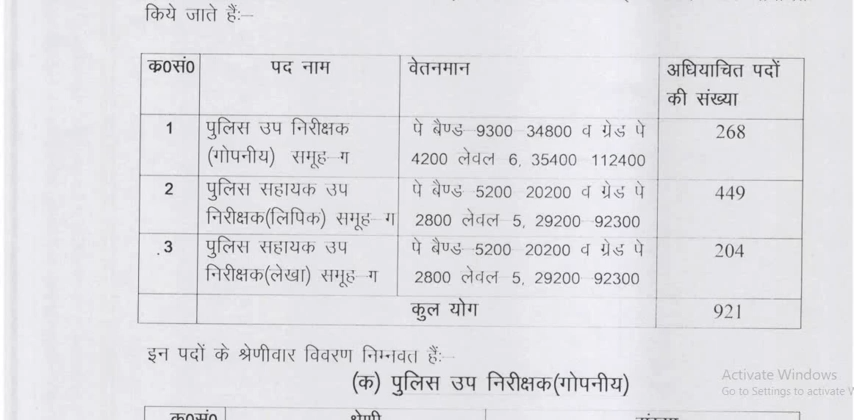 किये जाते हैं:–
क0सं0 पद नाम वेतनमान अधियाचित पदों की संख्या
1 पुलिस उप निरीक्षक (गोपनीय) समूह ग पे बैण्ड 9300 34800 व ग्रेड पे 4200 लेवल 6, 35400 112400 268
2 पुलिस सहायक उप निरीक्षक(लिपिक) समूह ग पे बैण्ड 5200 20200 व ग्रेड पे 2800 लेवल 5, 29200 92300 449
3 पुलिस सहायक उप निरीक्षक(लेखा) समूह ग पे बैण्ड 5200 20200 व ग्रेड पे 2800 लेवल 5, 29200 92300 204
कुल योग 921
इन पदों के श्रेणीवार विवरण निम्नवत हैं:–
(क) पुलिस उप निरीक्षक(गोपनीय)
Activate Windows
Go to Settings to activate W
क0सं0 श्रेणी संख्या